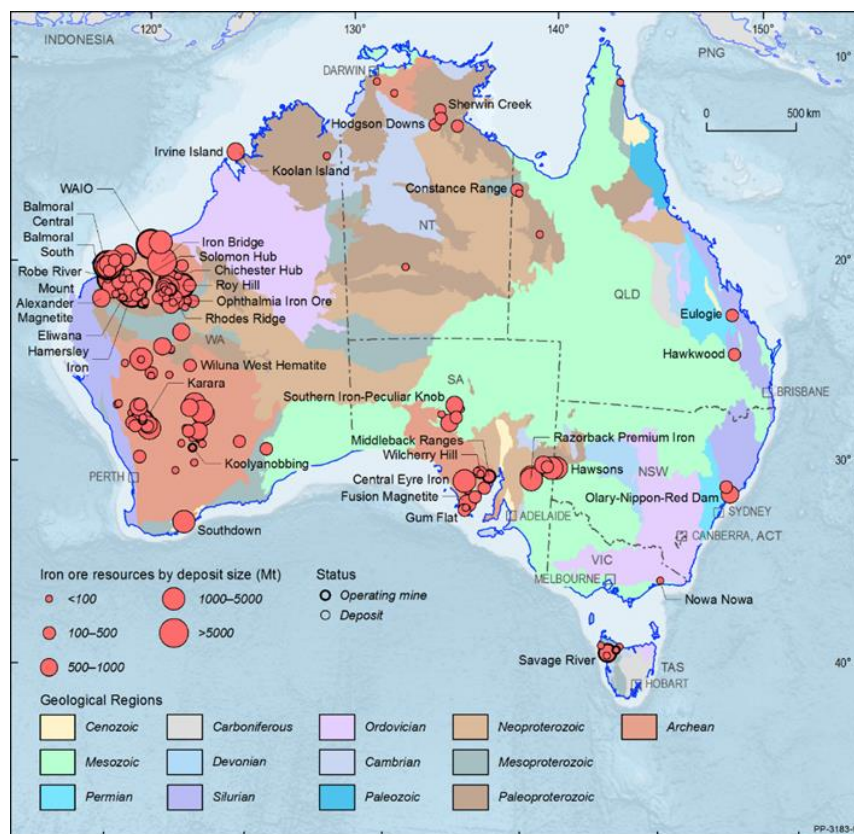 120°
130°
140°
150°
INDONESIA
PNG
10°
DARWIN
Sherwin Creek
Hodgson Downs
0
500 km
Irvine Island
Koolan Island
Constance Range
NT
WAIO
Balmoral
Central
Balmoral
South
Robe River
Mount
Alexander
Magnetite
Eliwana
Hamersley
Iron
Iron Bridge
Solomon Hub
Chichester Hub
Roy Hill
Ophthalmia Iron Ore
Rhodes Ridge
20°
QLD
Eulogie
Hawkwood
WA
Wiluna West Hematite
Karara
SA
Southern Iron-Peculiar Knob
BRISBANE
Middleback Ranges
Wilcherry Hill
Razorback Premium Iron
30°
PERTH
Koolyanobbing
Central Eyre Iron
Fusion Magnetite
Gum Flat
Hawsons
NSW
Olary-Nippon-Red Dam
SYDNEY
ADELAIDE
CANBERRA, ACT
Southdown
VIC
MELBOURNE
Nowa Nowa
Savage River
TAS
HOBART
40°
Iron ore resources by deposit size (Mt)
<100
100–500
500–1000
1000–5000
>5000
Status
Operating mine
Deposit
Geological Regions
Cenozoic
Carboniferous
Ordovician
Neoproterozoic
Archean
Mesozoic
Devonian
Cambrian
Mesoproterozoic
Permian
Silurian
Paleozoic
Paleoproterozoic